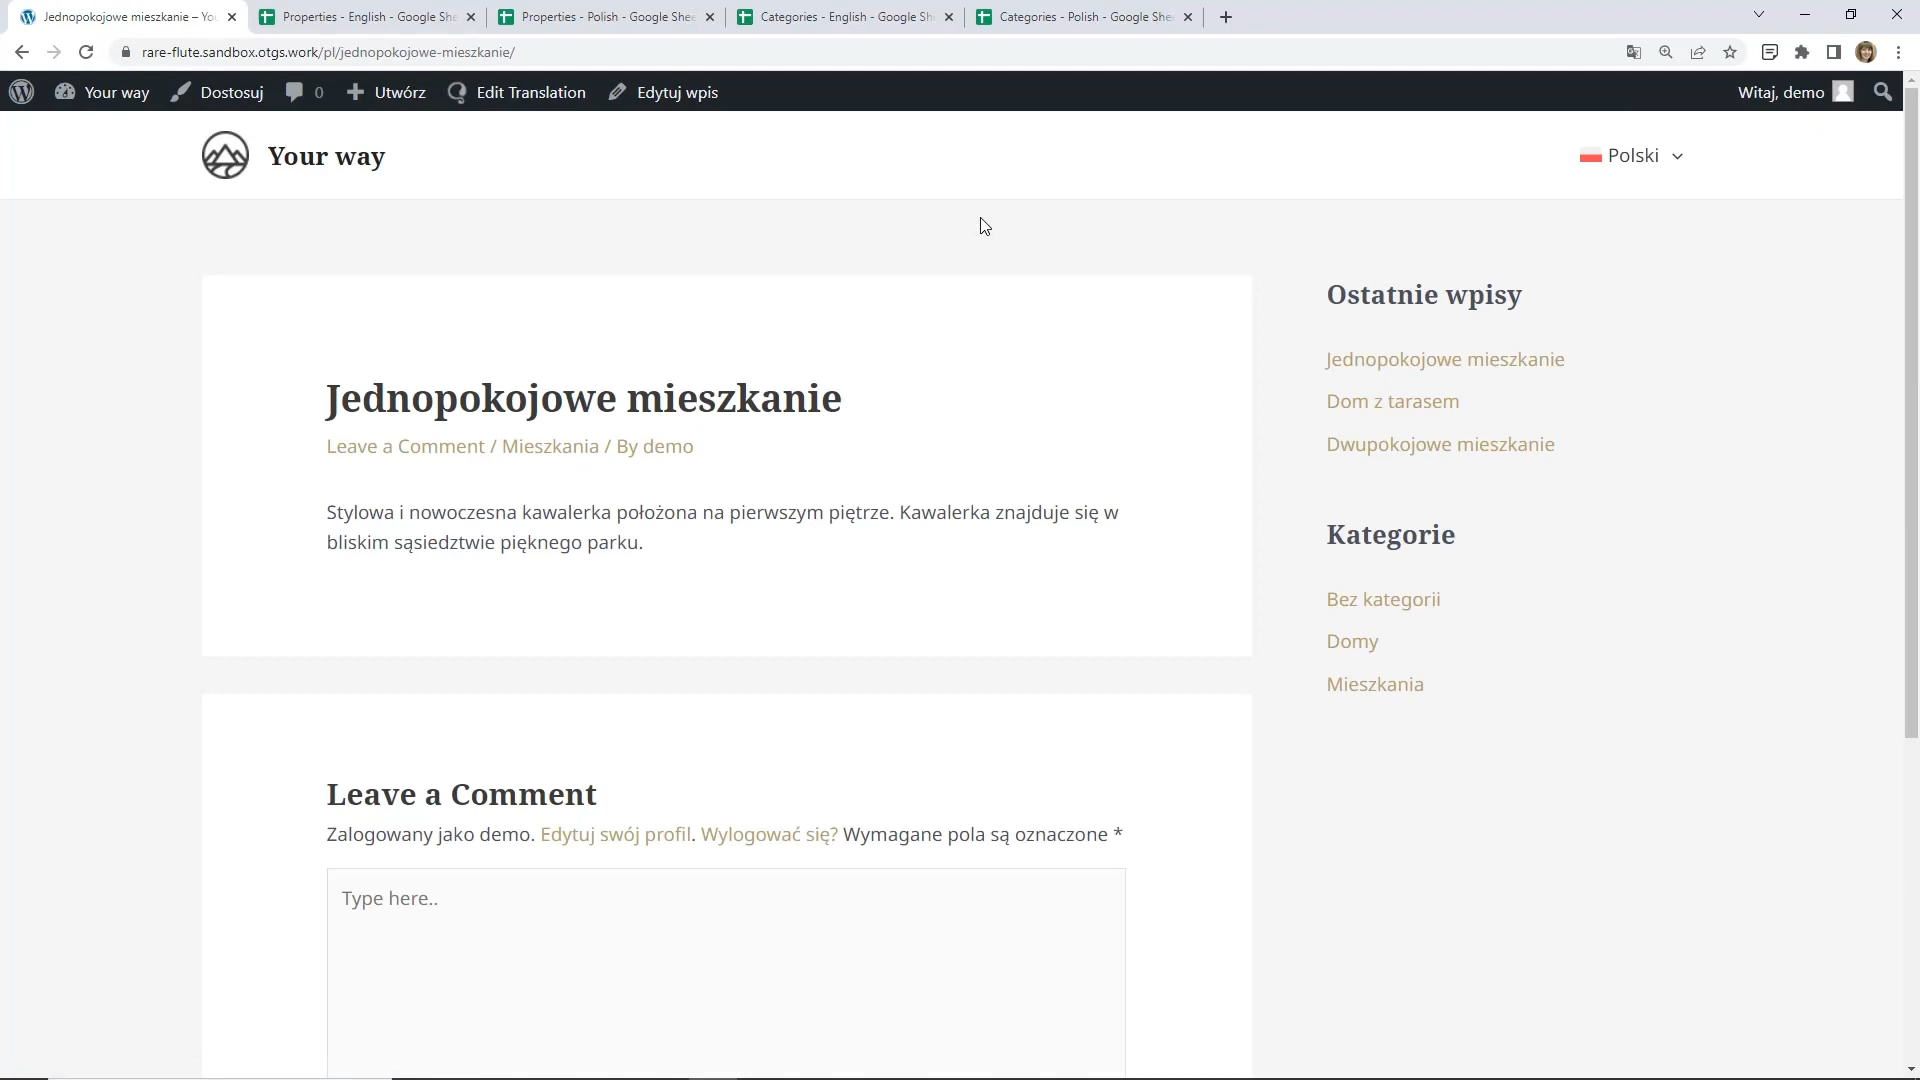 Jednopokojowe mieszkanie – You
Properties - English - Google She
Properties - Polish - Google Shee
Categories - English - Google Sh
Categories - Polish - Google She
rare-flute.sandbox.otgs.work/pl/jednopokojowe-mieszkanie/
Your way
Dostosuj
0
Utwórz
Edit Translation
Edytuj wpis
Witaj, demo
Your way
Polski
Jednopokojowe mieszkanie
Leave a Comment / Mieszkania / By demo
Stylowa i nowoczesna kawalerka położona na pierwszym piętrze. Kawalerka znajduje się w
bliskim sąsiedztwie pięknego parku.
Ostatnie wpisy
Jednopokojowe mieszkanie
Dom z tarasem
Dwupokojowe mieszkanie
Kategorie
Bez kategorii
Domy
Mieszkania
Leave a Comment
Zalogowany jako demo. Edytuj swój profil. Wylogować się? Wymagane pola są oznaczone *
Type here..